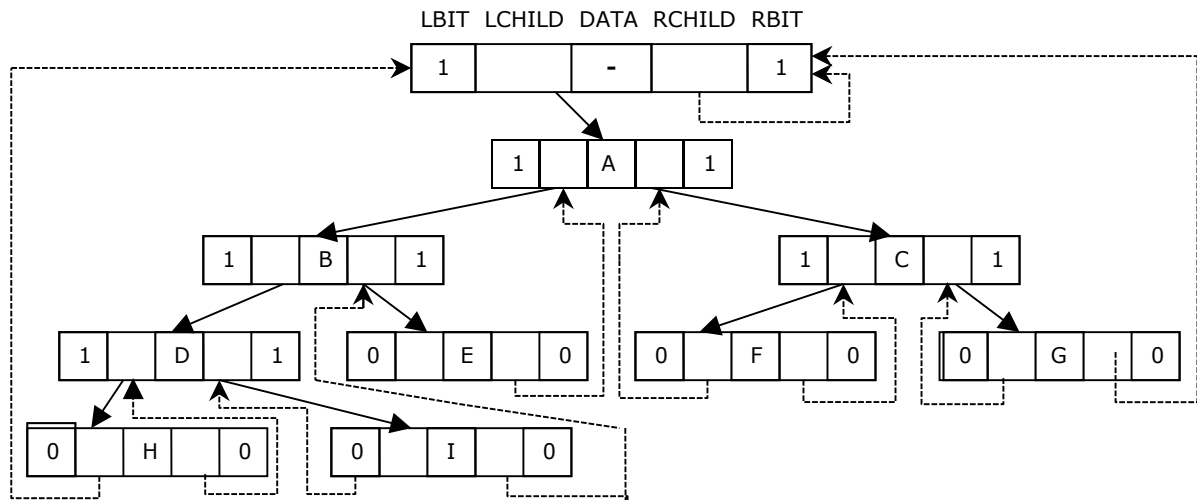 LBIT LCHILD DATA RCHILD RBIT
1 - 1
1 A 1
1 B 1 1 C 1
1 D 1 0 E 0 0 F 0 0 G 0
0 H 0 0 I 0